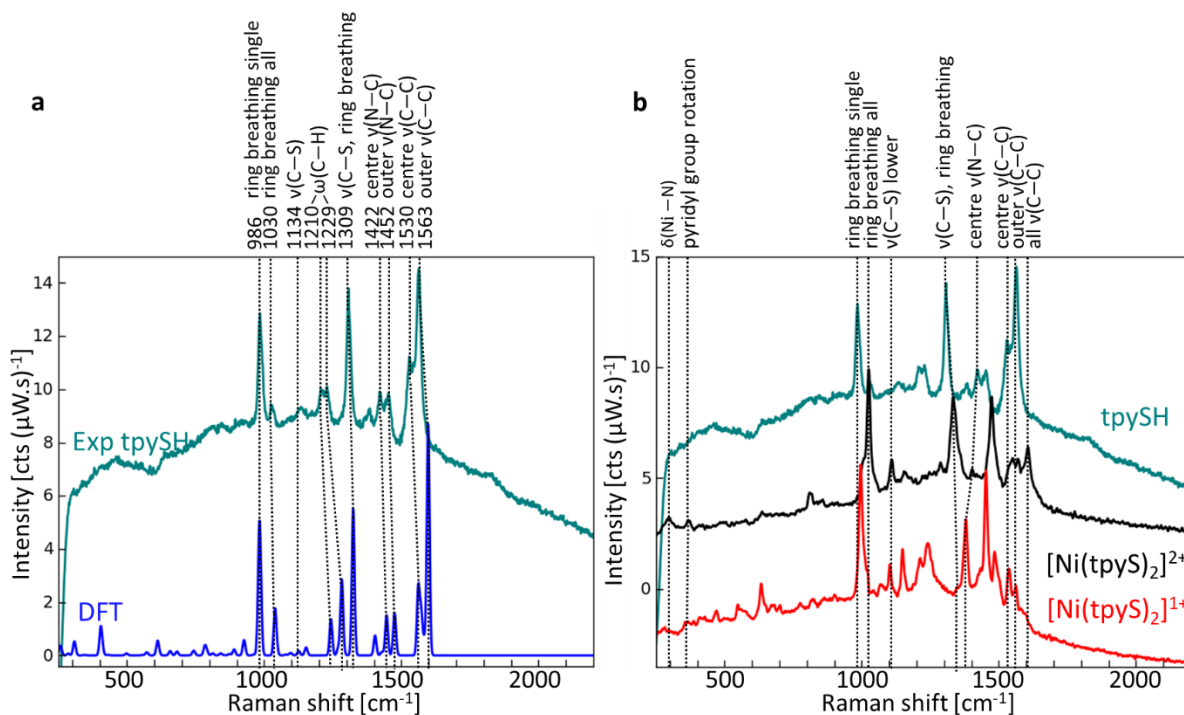 a
986 ring breathing single
1030 ring breathing all
1134 ν(C−S)
1210>ω(C−H)
1229
1309 ν(C−S, ring breathing
1422 centre ν(N−C)
1452 outer ν(N−C)
1530 centre ν(C−C)
1563 outer ν(C−C)
14
12
10
8
6
4
2
0
Intensity [cts (μW.s)⁻¹
Exp tpySH
DFT
500
1000
1500
2000
Raman shift [cm⁻¹]
b
δ(Ni−N)
pyridyl group rotation
ring breathing single
ring breathing all
ν(C−S) lower
ν(C−S), ring breathing
centre ν(N−C)
centre ν(C−C)
outer ν(C−C)
all ν(C−C)
15
10
5
0
Intensity [cts (μW.s)⁻¹
tpySH
[Ni(tpyS)₂]²⁺
[Ni(tpyS)₂]¹⁺
500
1000
1500
2000
Raman shift [cm⁻¹]